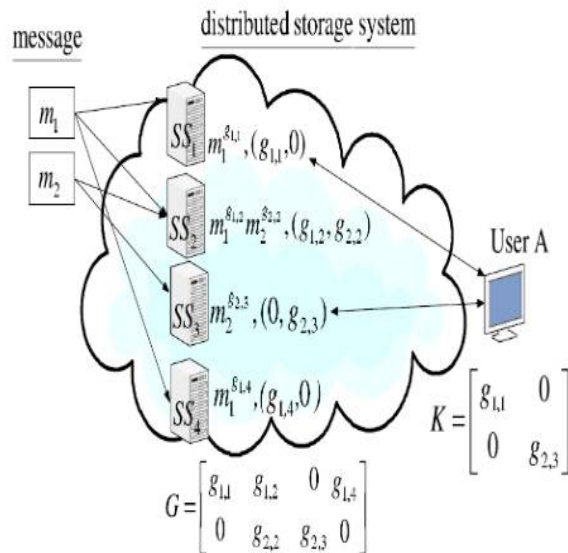 distributed storage system
message
m₁
m₂
SS₁ m₁^{g₁,₁},(g₁,₁,0)
SS₂ m₁^{g₁,₂}m₂^{g₂,₂},(g₁,₂,g₂,₂)
User A
SS₃ m₂^{g₂,₃},(0,g₂,₃)
SS₄ m₁^{g₁,₄},(g₁,₄,0)
K = [g₁,₁ 0
0 g₂,₃]
G = [g₁,₁ g₁,₂ 0 g₁,₄
0 g₂,₂ g₂,₃ 0]